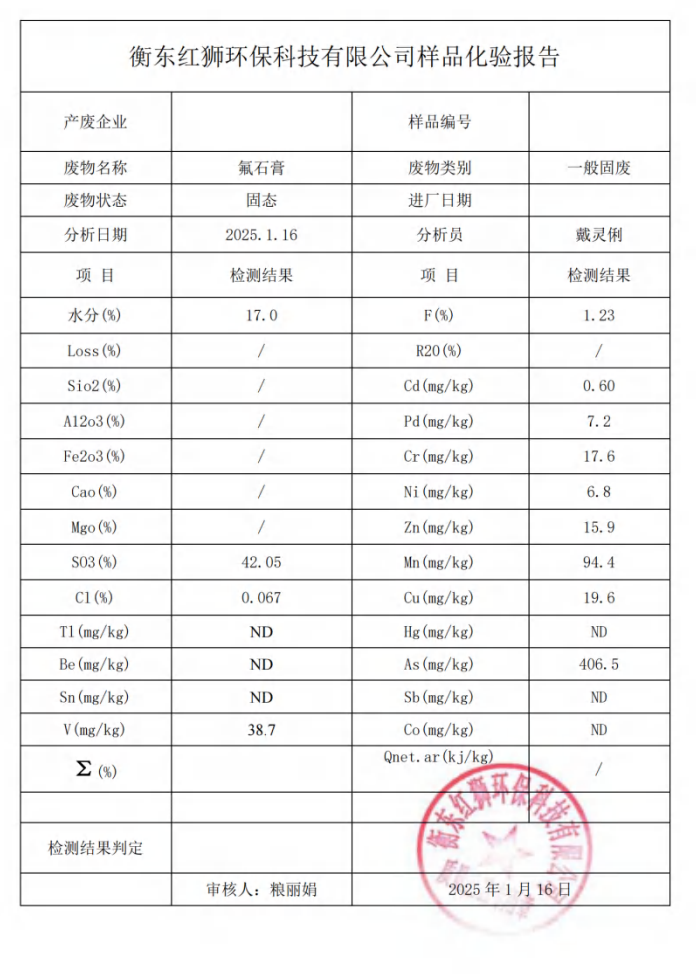 衡东红狮环保科技有限公司样品化验报告
产废企业 样品编号
废物名称 氟石膏 废物类别 一般固废
废物状态 固态 进厂日期
分析日期 2025.1.16 分析员 戴灵俐
项 目 检测结果 项 目 检测结果
水分(%) 17.0 F(%) 1.23
Loss(%) / R2O(%) /
Sio2(%) / Cd(mg/kg) 0.60
Al2o3(%) / Pd(mg/kg) 7.2
Fe2o3(%) / Cr(mg/kg) 17.6
Cao(%) / Ni(mg/kg) 6.8
Mgo(%) / Zn(mg/kg) 15.9
SO3(%) 42.05 Mn(mg/kg) 94.4
Cl(%) 0.067 Cu(mg/kg) 19.6
Tl(mg/kg) ND Hg(mg/kg) ND
Be(mg/kg) ND As(mg/kg) 406.5
Sn(mg/kg) ND Sb(mg/kg) ND
V(mg/kg) 38.7 Co(mg/kg) ND
Σ(%) Qnet.ar(kj/kg) /
衡东红狮环保科技有限公司
检测结果判定
审核人: 粮丽娟 2025年1月16日